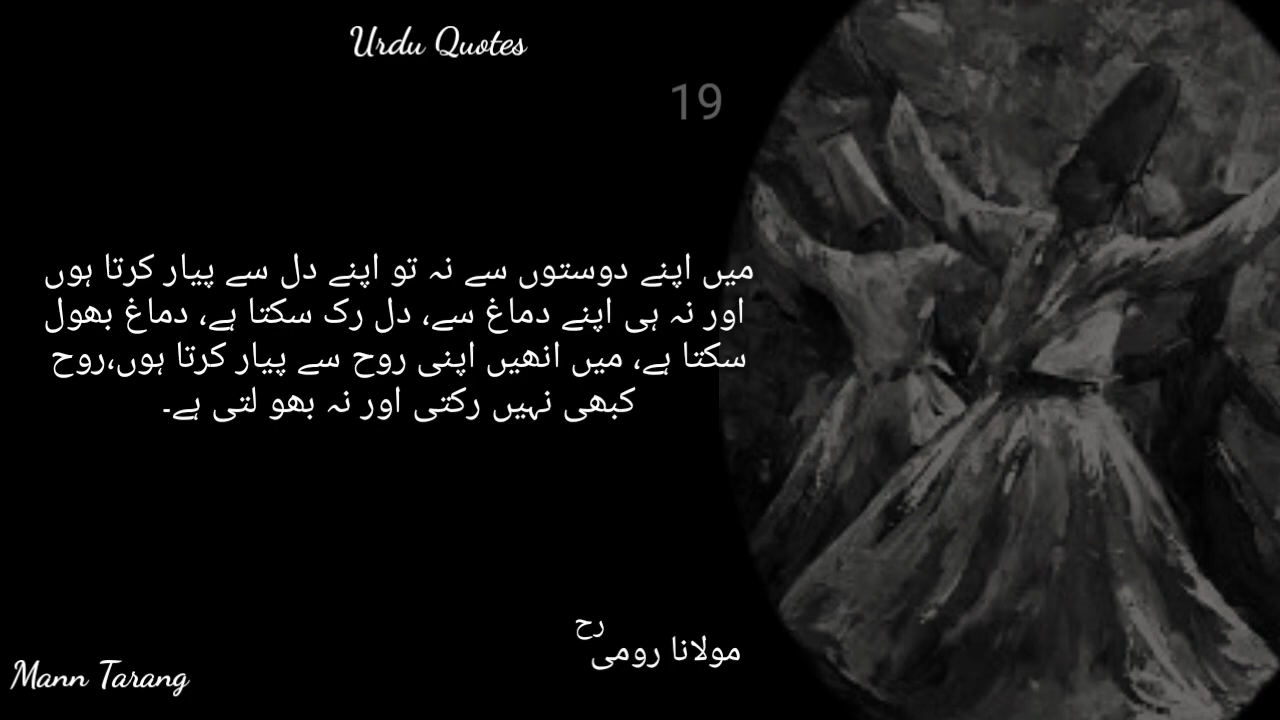 Urdu Quotes
19
میں اپنے دوستوں سے نہ تو اپنے دل سے پیار کرتا ہوں
اور نہ ہی اپنے دماغ سے، دل رک سکتا ہے، دماغ بھول
سکتا ہے، میں انھیں اپنی روح سے پیار کرتا ہوں،روح
کبھی نہیں رکتی اور نہ بھو لتی ہے۔
رح
مولانا رومی
Mann Tarang